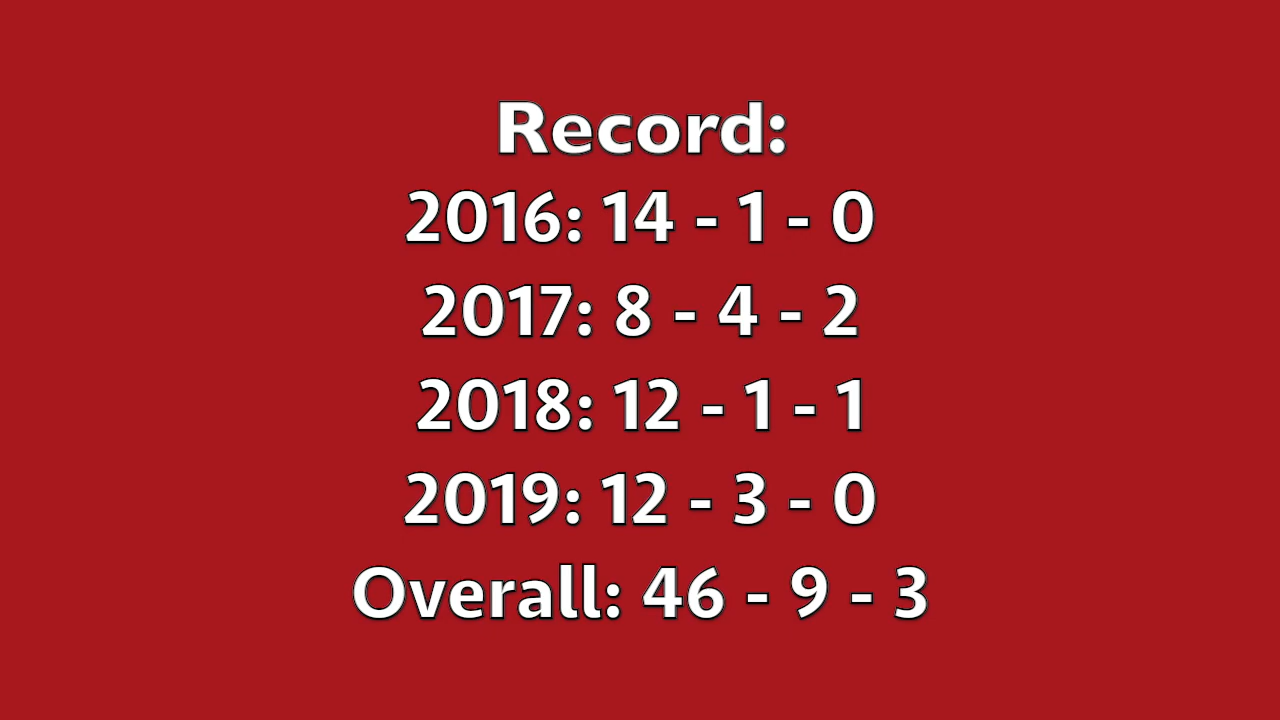 Record:
2016: 14 - 1 - 0
2017: 8 - 4 - 2
2018: 12 - 1 - 1
2019: 12 - 3 - 0
Overall: 46 - 9 - 3